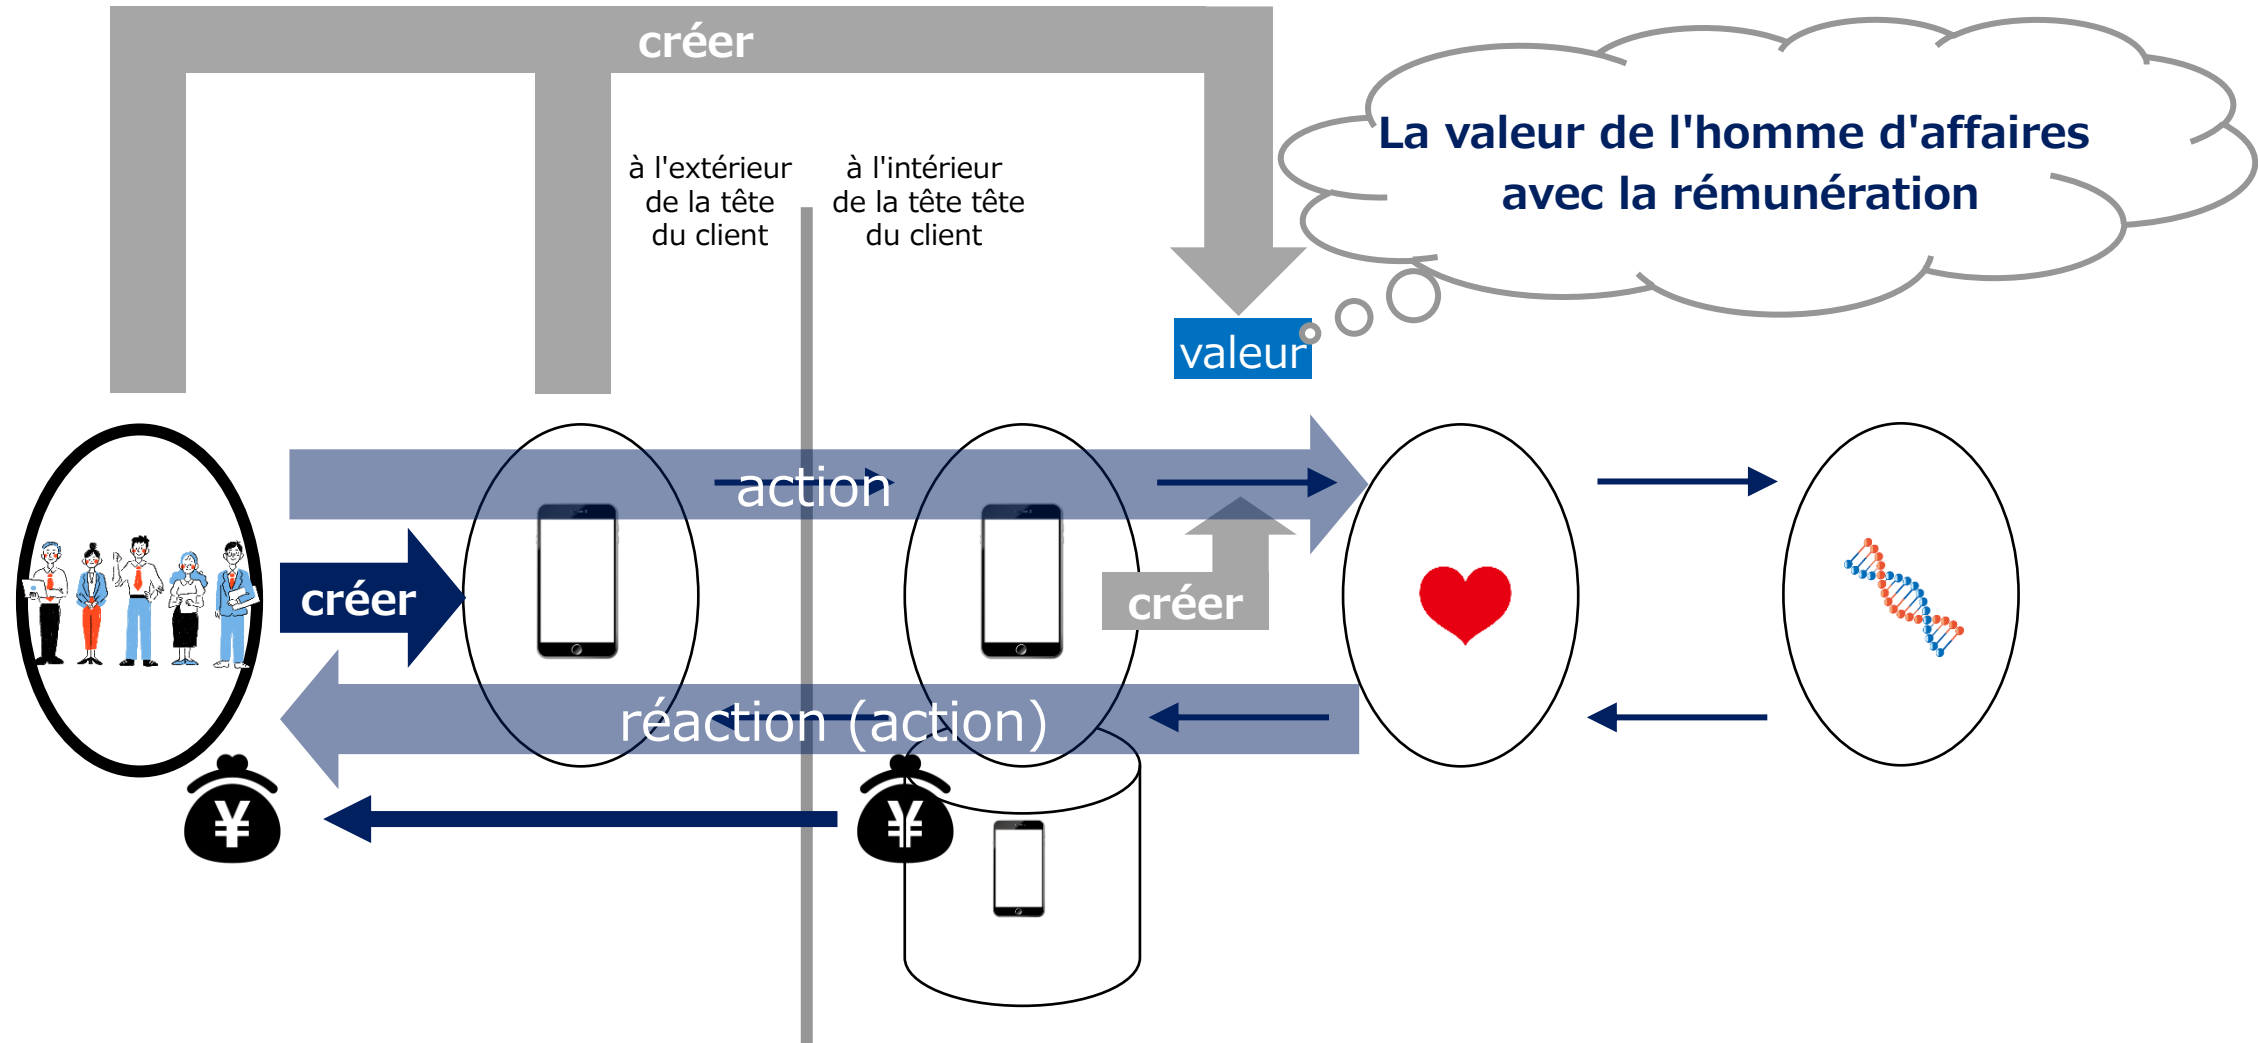 créer
La valeur de l'homme d'affaires
avec la rémunération
à l'extérieur
de la tête
du client
à l'intérieur
de la tête tête
du client
valeur
action
créer
créer
réaction (action)
¥
¥